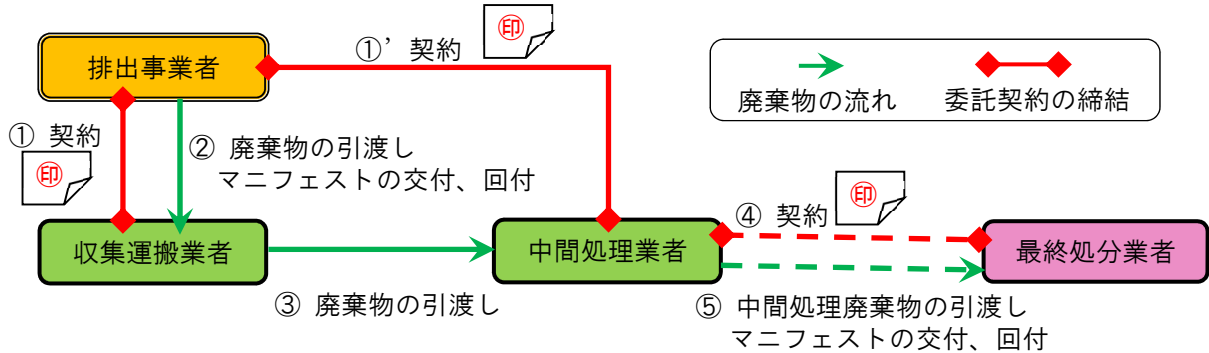 排出事業者
①’ 契約
印
廃棄物の流れ
委託契約の締結
① 契約
印
② 廃棄物の引渡し
マニフェストの交付、回付
収集運搬業者
③ 廃棄物の引渡し
中間処理業者
④ 契約
印
最終処分業者
⑤ 中間処理廃棄物の引渡し
マニフェストの交付、回付